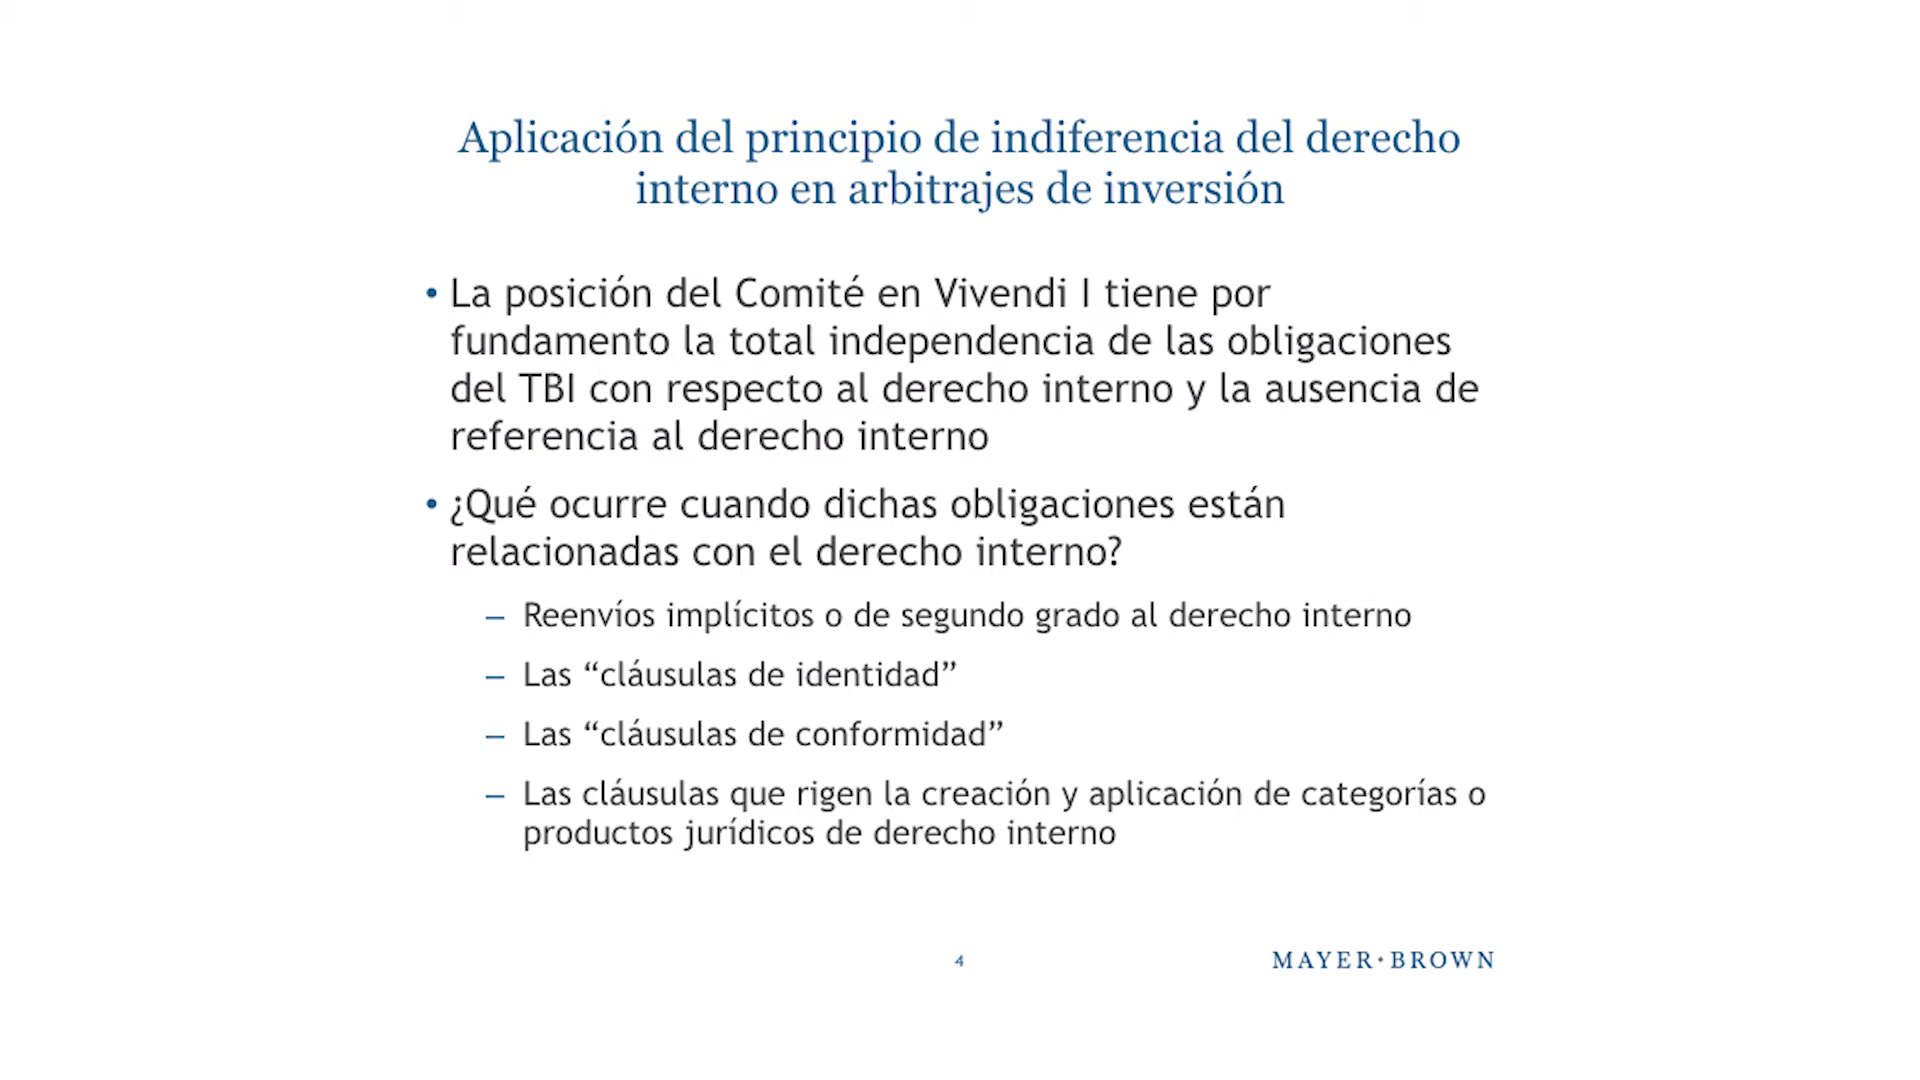 Aplicación del principio de indiferencia del derecho
interno en arbitrajes de inversión
• La posición del Comité en Vivendi I tiene por
fundamento la total independencia de las obligaciones
del TBI con respecto al derecho interno y la ausencia de
referencia al derecho interno
• ¿Qué ocurre cuando dichas obligaciones están
relacionadas con el derecho interno?
– Reenvíos implícitos o de segundo grado al derecho interno
– Las “cláusulas de identidad”
– Las “cláusulas de conformidad”
– Las cláusulas que rigen la creación y aplicación de categorías o
productos jurídicos de derecho interno
4
MAYER•BROWN